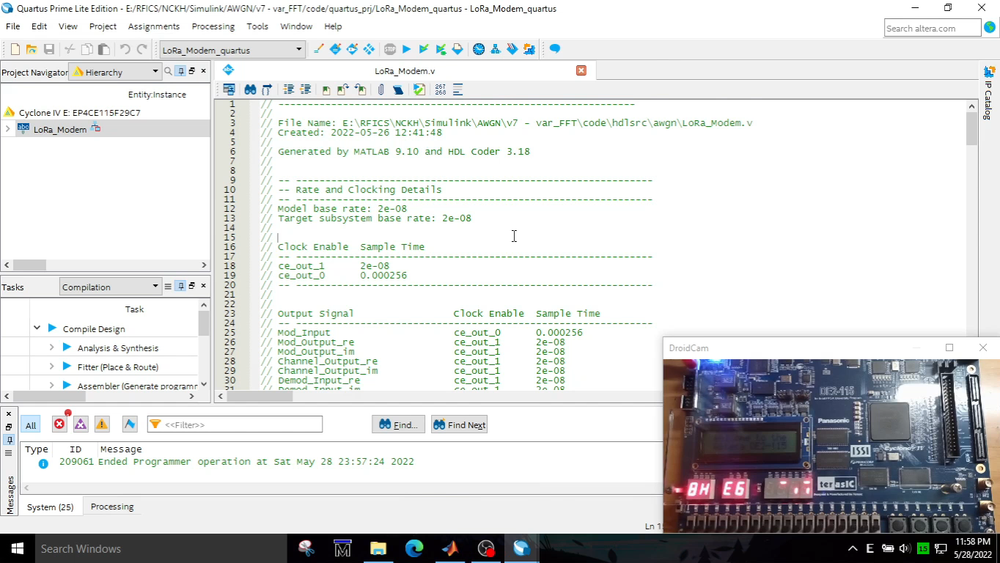 Quartus Prime Lite Edition - E:/RFICS/NCKH/Simulink/AWGN/v7 - var_FFT/code/quartus_prj/LoRa_Modem_quartus - LoRa_Modem_quartus
File Edit View Project Assignments Processing Tools Window Help
Search altera.com
LoRa_Modem_quartus
Project Navigator Hierarchy
LoRa_Modem.v
Entity:Instance
Cyclone IV E: EP4CE115F29C7
LoRa_Modem
267
268
IP Catalog
1 // ----------------------------------------------------------
2 //
3 // File Name: E:\RFICS\NCKH\Simulink\AWGN\v7 - var_FFT\code\hdlsrc\awgn\LoRa_Modem.v
4 // Created: 2022-05-26 12:41:48
5 //
6 // Generated by MATLAB 9.10 and HDL Coder 3.18
7 //
8 //
9 // -- -------------------------------------------------------------
10 // -- Rate and Clocking Details
11 // -- -------------------------------------------------------------
12 // Model base rate: 2e-08
13 // Target subsystem base rate: 2e-08
14 //
15 //
16 // Clock Enable Sample Time
17 // -- -------------------------------------------------------------
18 // ce_out_1 2e-08
19 // ce_out_0 0.000256
20 // -- -------------------------------------------------------------
21 //
22 //
23 // Output Signal Clock Enable Sample Time
24 // -- -------------------------------------------------------------
25 // Mod_Input ce_out_0 0.000256
26 // Mod_Output_re ce_out_1 2e-08
27 // Mod_Output_im ce_out_1 2e-08
28 // Channel_Output_re ce_out_1 2e-08
29 // Channel_Output_im ce_out_1 2e-08
30 // Demod_Input_re ce_out_1 2e-08
31 // Demod_Input_im ce_out_1 2e-08
Tasks Compilation
Task
Compile Design
Analysis & Synthesis
Fitter (Place & Route)
Assembler (Generate programm
DroidCam
DE2-115
Panasonic
ISSI
Cyclone IV
terasIC
All
<<Filter>>
Find...
Find Next
Type ID Message
209061 Ended Programmer operation at Sat May 28 23:57:24 2022
Messages
System (25) Processing
Ln 1
Search Windows
E
15
11:58 PM
5/28/2022